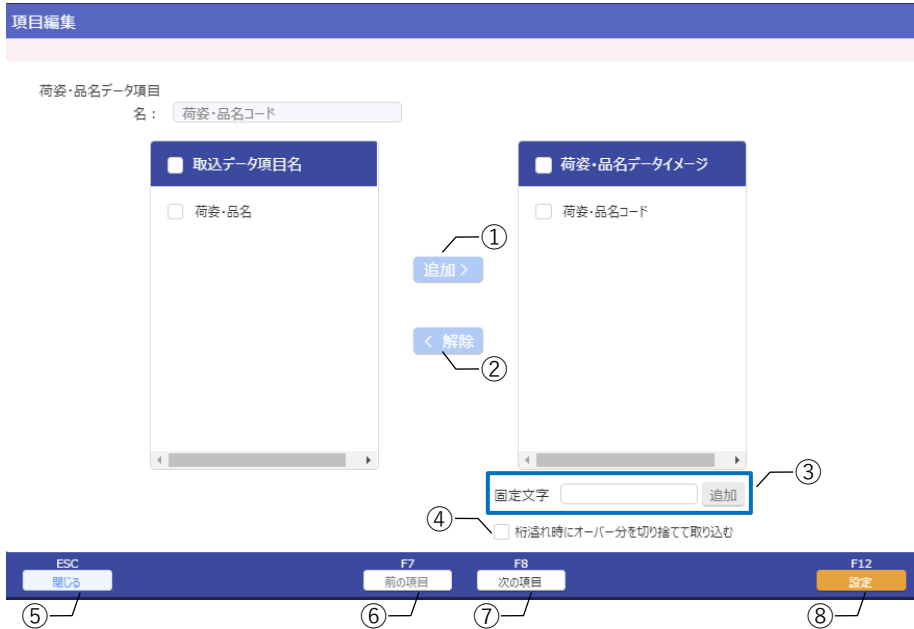 項目編集
荷姿・品名データ項目
名： 荷姿・品名コード
取込データ項目名
荷姿・品名データイメージ
荷姿・品名
荷姿・品名コード
①
追加 >
< 解除
②
③
固定文字 追加
④
桁溢れ時にオーバー分を切り捨てて取り込む
ESC F7 F8 F12
閉じる 前の項目 次の項目 設定
⑤ ⑥ ⑦ ⑧